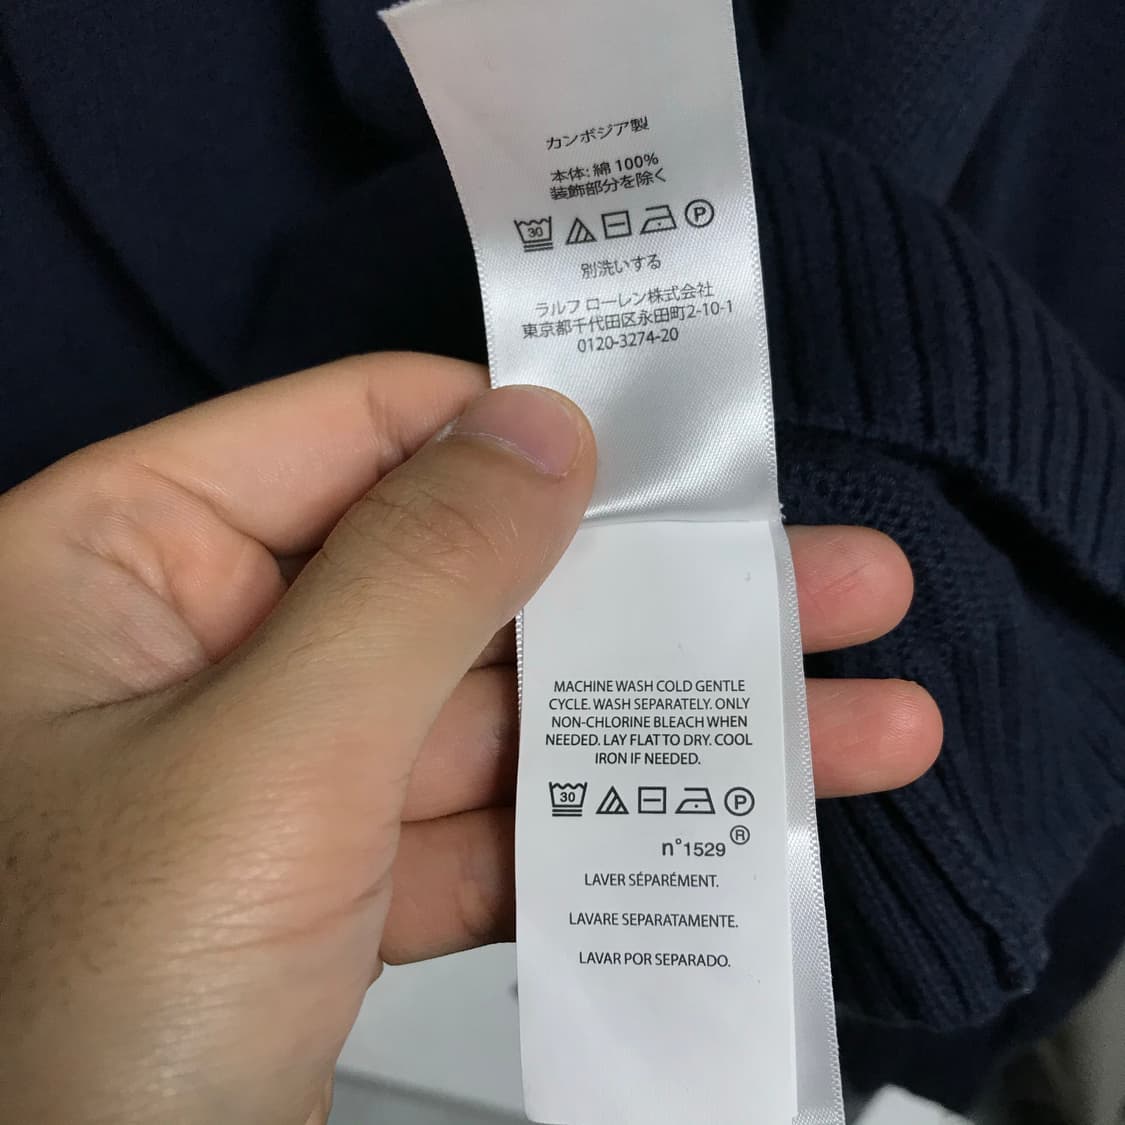 カンボジア製
本体: 綿 100%
装飾部分を除く
30 P
別洗いする
ラルフ ローレン株式会社
東京都千代田区永田町2-10-1
0120-3274-20
MACHINE WASH COLD GENTLE
CYCLE. WASH SEPARATELY. ONLY
NON-CHLORINE BLEACH WHEN
NEEDED. LAY FLAT TO DRY. COOL
IRON IF NEEDED.
30 P
n°1529 ®
LAVER SÉPARÉMENT.
LAVARE SEPARATAMENTE.
LAVAR POR SEPARADO.